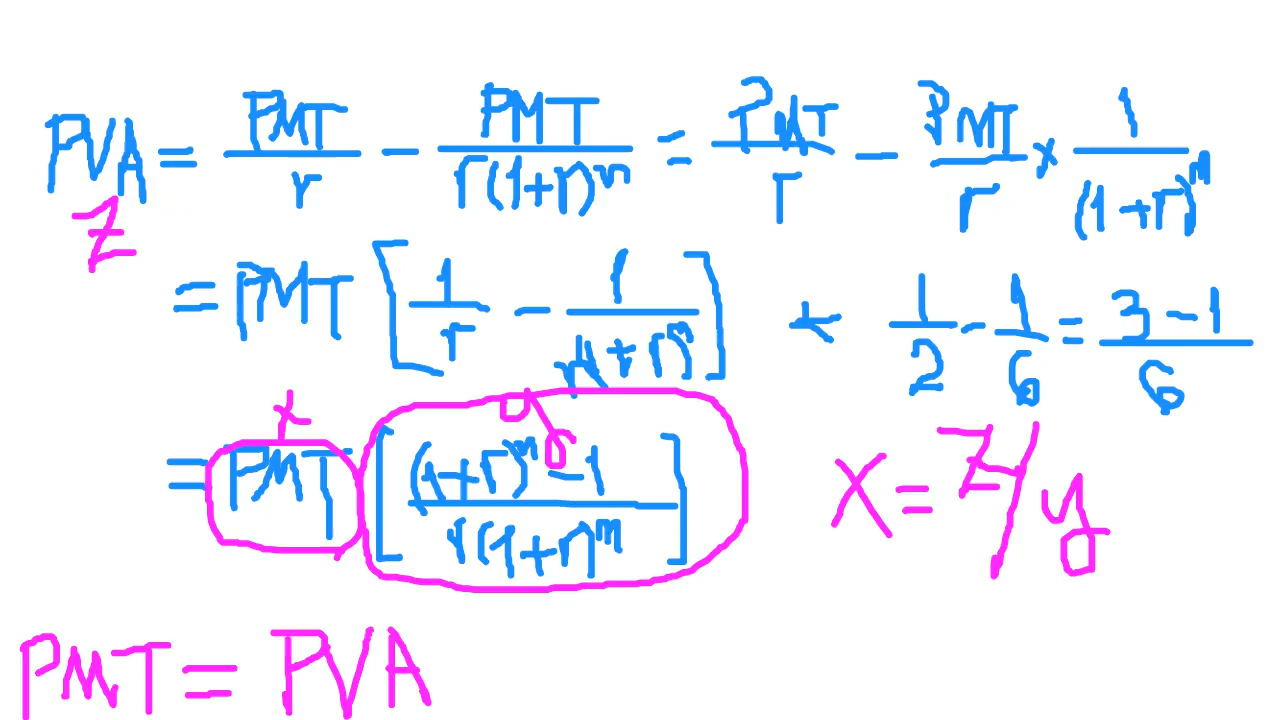 PVA = PMT/r - PMT/r(1+r)^n = PMT/r - PMT/r × 1/(1+r)^n
Z
= PMT [1/r - 1/r(1+r)^n] * 1/2 - 1/6 = 3-1/6
x y
= PMT [(1+r)^n - 1/r(1+r)^n] X = Z/y
PMT = PVA